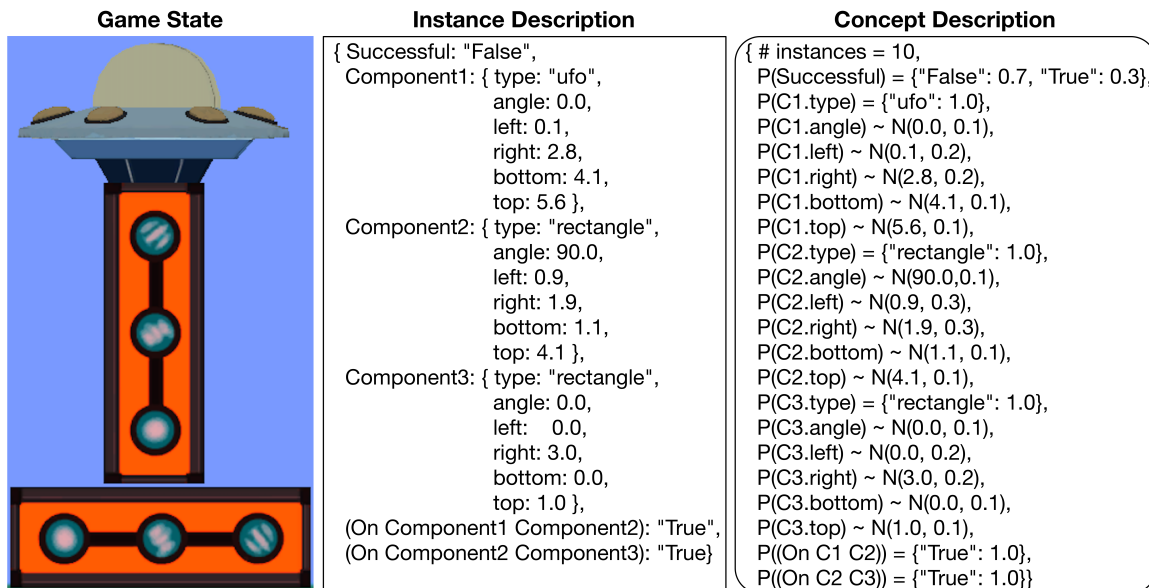 Game State
Instance Description
Concept Description
{ Successful: "False",
Component1: { type: "ufo",
angle: 0.0,
left: 0.1,
right: 2.8,
bottom: 4.1,
top: 5.6 },
Component2: { type: "rectangle",
angle: 90.0,
left: 0.9,
right: 1.9,
bottom: 1.1,
top: 4.1 },
Component3: { type: "rectangle",
angle: 0.0,
left: 0.0,
right: 3.0,
bottom: 0.0,
top: 1.0 },
(On Component1 Component2): "True",
(On Component2 Component3): "True}
{ # instances = 10,
P(Successful) = {"False": 0.7, "True": 0.3},
P(C1.type) = {"ufo": 1.0},
P(C1.angle) ~ N(0.0, 0.1),
P(C1.left) ~ N(0.1, 0.2),
P(C1.right) ~ N(2.8, 0.2),
P(C1.bottom) ~ N(4.1, 0.1),
P(C1.top) ~ N(5.6, 0.1),
P(C2.type) = {"rectangle": 1.0},
P(C2.angle) ~ N(90.0,0.1),
P(C2.left) ~ N(0.9, 0.3),
P(C2.right) ~ N(1.9, 0.3),
P(C2.bottom) ~ N(1.1, 0.1),
P(C2.top) ~ N(4.1, 0.1),
P(C3.type) = {"rectangle": 1.0},
P(C3.angle) ~ N(0.0, 0.1),
P(C3.left) ~ N(0.0, 0.2),
P(C3.right) ~ N(3.0, 0.2),
P(C3.bottom) ~ N(0.0, 0.1),
P(C3.top) ~ N(1.0, 0.1),
P((On C1 C2)) = {"True": 1.0},
P((On C2 C3)) = {"True": 1.0}}